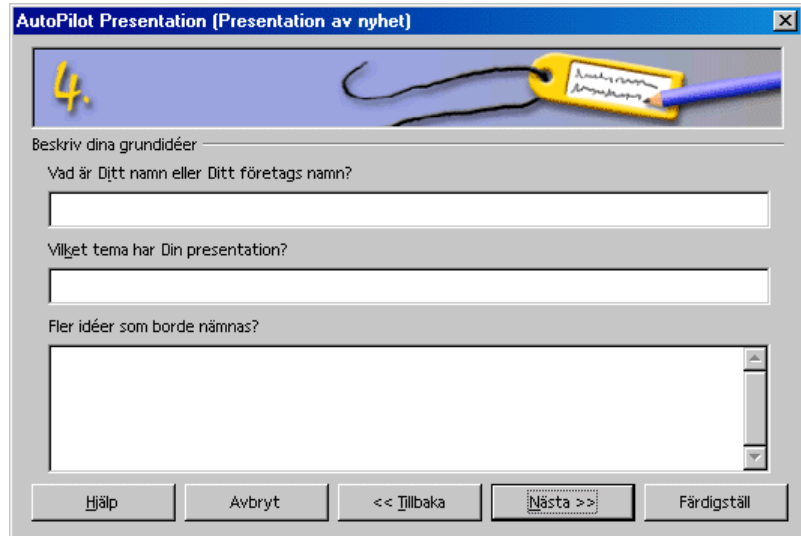 AutoPilot Presentation (Presentation av nyhet)
4.
Beskriv dina grundidéer
Vad är Ditt namn eller Ditt företags namn?
Vilket tema har Din presentation?
Fler idéer som borde nämnas?
Hjälp
Avbryt
<< Tillbaka
Nästa >>
Färdigställ